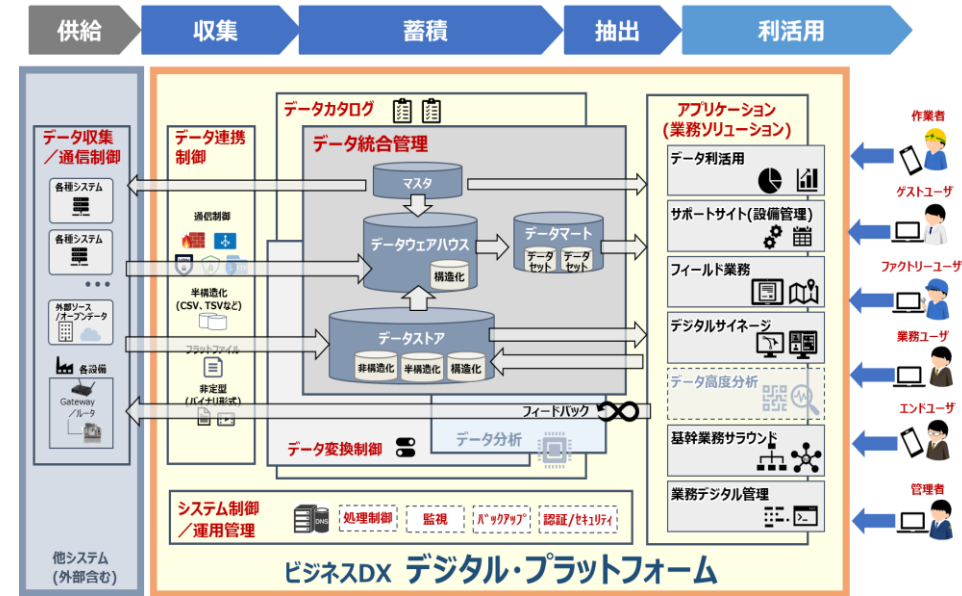 供給
収集
蓄積
抽出
利活用
データ収集
／通信制御
各種システム
各種システム
•••
外部ソース
/オープンデータ
各設備
Gateway
／ルータ
他システム
(外部含む)
データ連携
制御
通信制御
半構造化
(CSV、TSVなど)
フラットファイル
非定型
(バイナリ形式)
データカタログ
データ統合管理
マスタ
データウェアハウス
構造化
データマート
データ
セット
データ
セット
データストア
非構造化
半構造化
構造化
フィードバック
データ分析
データ変換制御
アプリケーション
(業務ソリューション)
データ利活用
サポートサイト(設備管理)
フィールド業務
デジタルサイネージ
データ高度分析
基幹業務サラウンド
業務デジタル管理
システム制御
／運用管理
DNS
処理制御
監視
ﾊﾞｯｸｱｯﾌﾟ
認証/ｾｷｭﾘﾃｨ
ビジネスDX デジタル・プラットフォーム
作業者
ゲストユーザ
ファクトリーユーザ
業務ユーザ
エンドユーザ
管理者